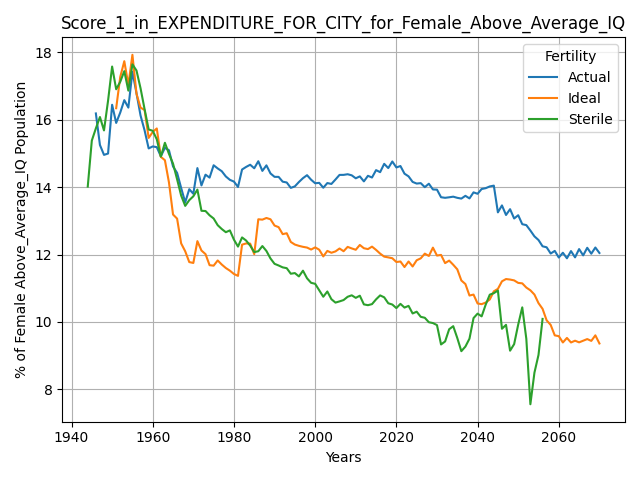 Score_1_in_EXPENDITURE_FOR_CITY_for_Female_Above_Average_IQ
% of Female Above_Average_IQ Population
18
16
14
12
10
8
Fertility
Actual
Ideal
Sterile
1940 1960 1980 2000 2020 2040 2060
Years